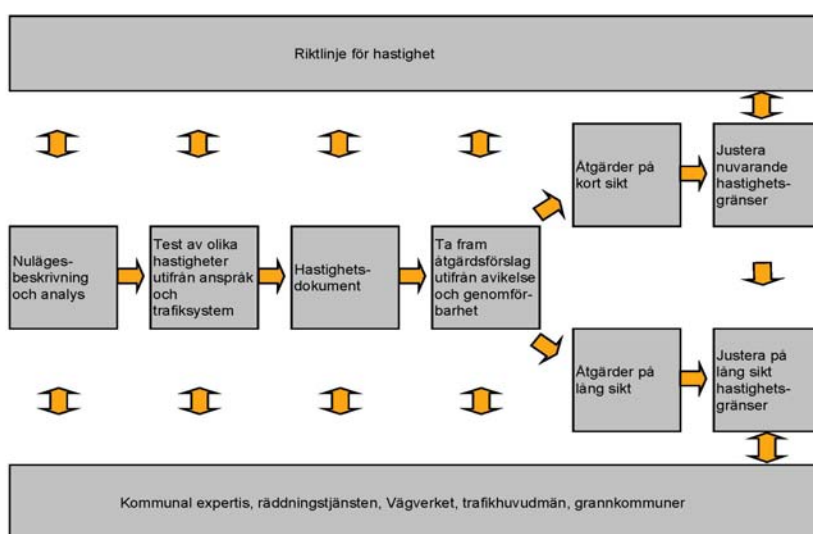 Riktlinje för hastighet
Nuläges-
beskrivning
och analys
Test av olika
hastigheter
utifrån anspråk
och
trafiksystem
Hastighets-
dokument
Ta fram
åtgärdsförslag
utifrån avikelse
och genomför-
barhet
Åtgärder på
kort sikt
Justera
nuvarande
hastighets-
gränser
Åtgärder på
lång sikt
Justera på
lång sikt
hastighets-
gränser
Kommunal expertis, räddningstjänsten, Vägverket, trafikhuvudmän, grannkommuner